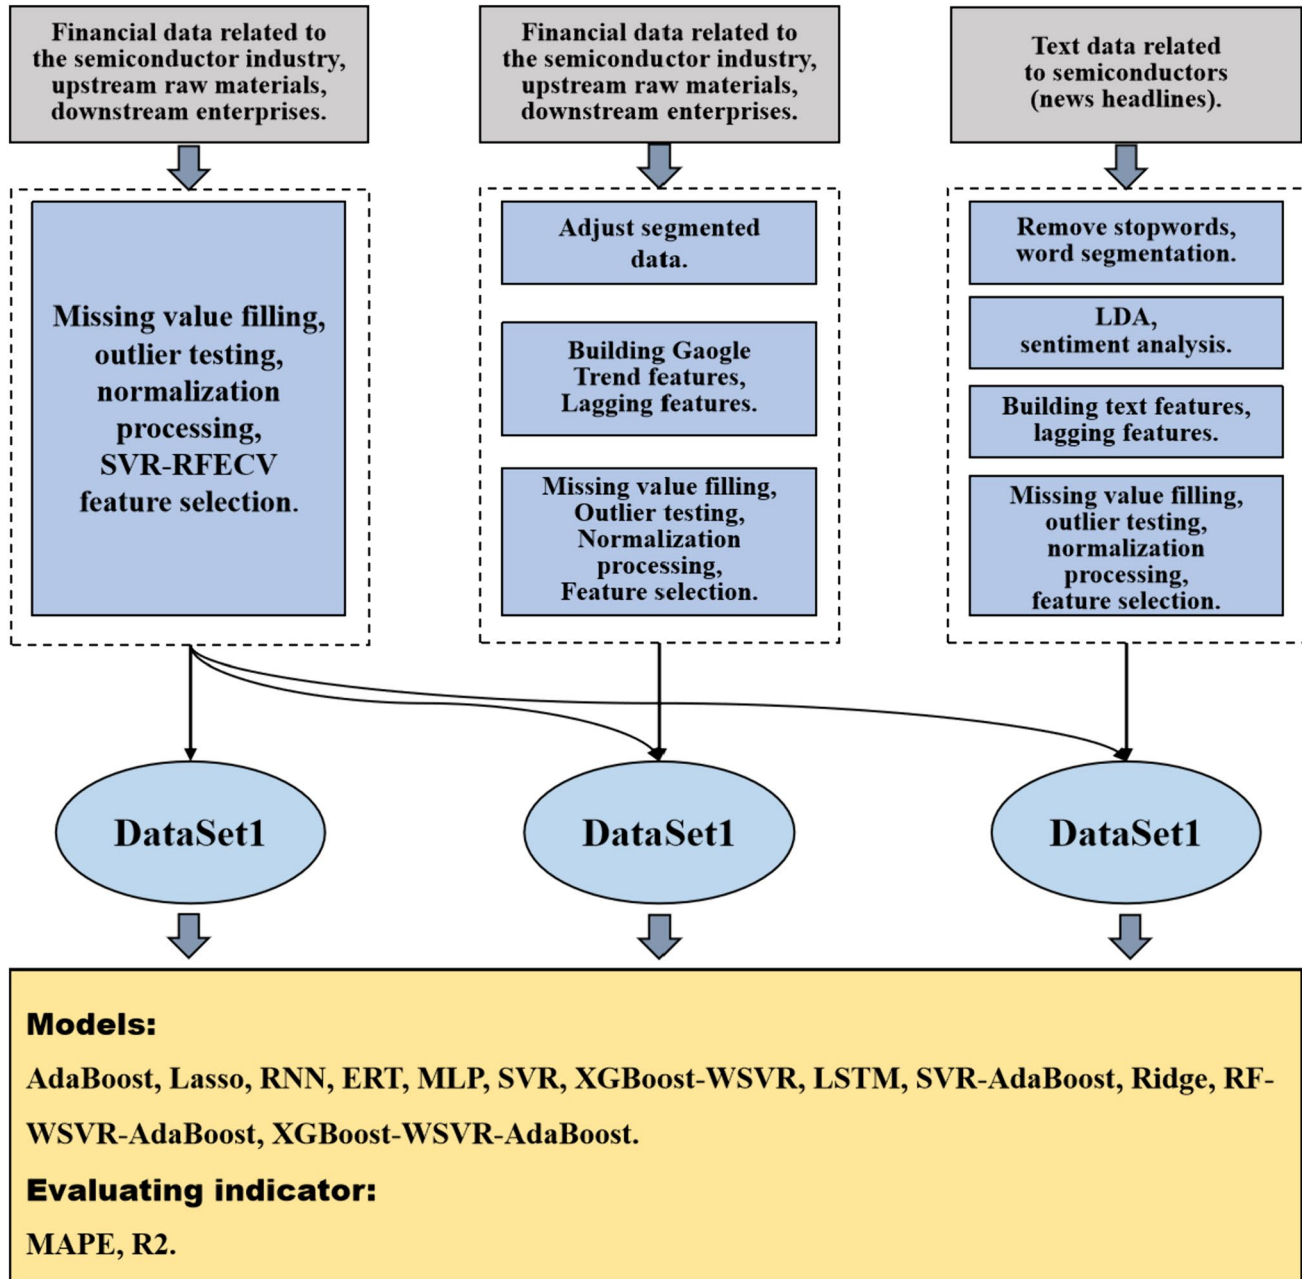 Financial data related to
the semiconductor industry,
upstream raw materials,
downstream enterprises.
Financial data related to
the semiconductor industry,
upstream raw materials,
downstream enterprises.
Text data related
to semiconductors
(news headlines).
Missing value filling,
outlier testing,
normalization
processing,
SVR-RFECV
feature selection.
Adjust segmented
data.
Building Gaogle
Trend features,
Lagging features.
Missing value filling,
Outlier testing,
Normalization
processing,
Feature selection.
Remove stopwords,
word segmentation.
LDA,
sentiment analysis.
Building text features,
lagging features.
Missing value filling,
outlier testing,
normalization
processing,
feature selection.
DataSet1
DataSet1
DataSet1
Models:
AdaBoost, Lasso, RNN, ERT, MLP, SVR, XGBoost-WSVR, LSTM, SVR-AdaBoost, Ridge, RF-
WSVR-AdaBoost, XGBoost-WSVR-AdaBoost.
Evaluating indicator:
MAPE, R2.